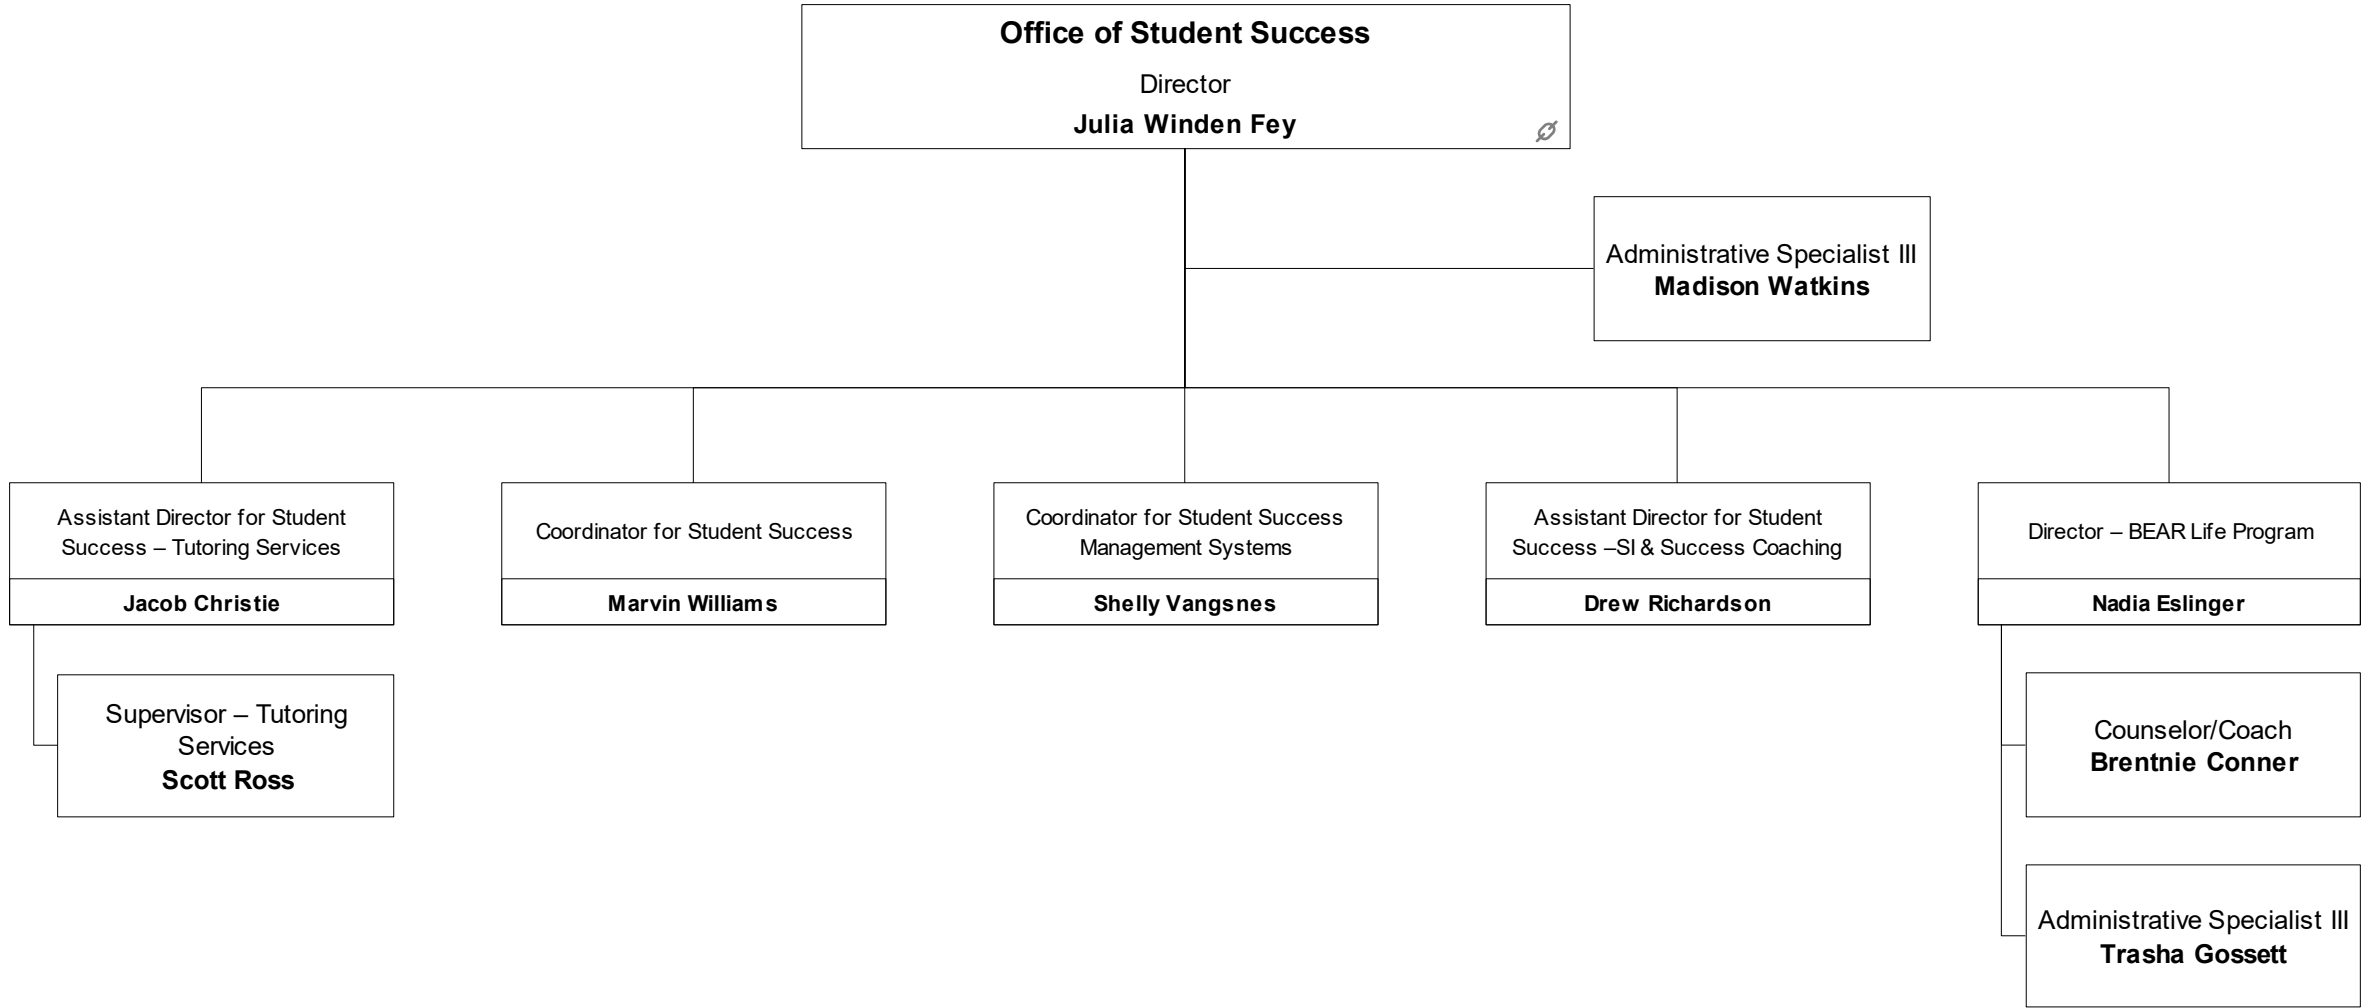 Office of Student Success
Director
Julia Winden Fey
Administrative Specialist III
Madison Watkins
Assistant Director for Student
Success – Tutoring Services
Jacob Christie
Coordinator for Student Success
Marvin Williams
Coordinator for Student Success
Management Systems
Shelly Vangsnes
Assistant Director for Student
Success –SI & Success Coaching
Drew Richardson
Director – BEAR Life Program
Nadia Eslinger
Supervisor – Tutoring
Services
Scott Ross
Counselor/Coach
Brentnie Conner
Administrative Specialist III
Trasha Gossett